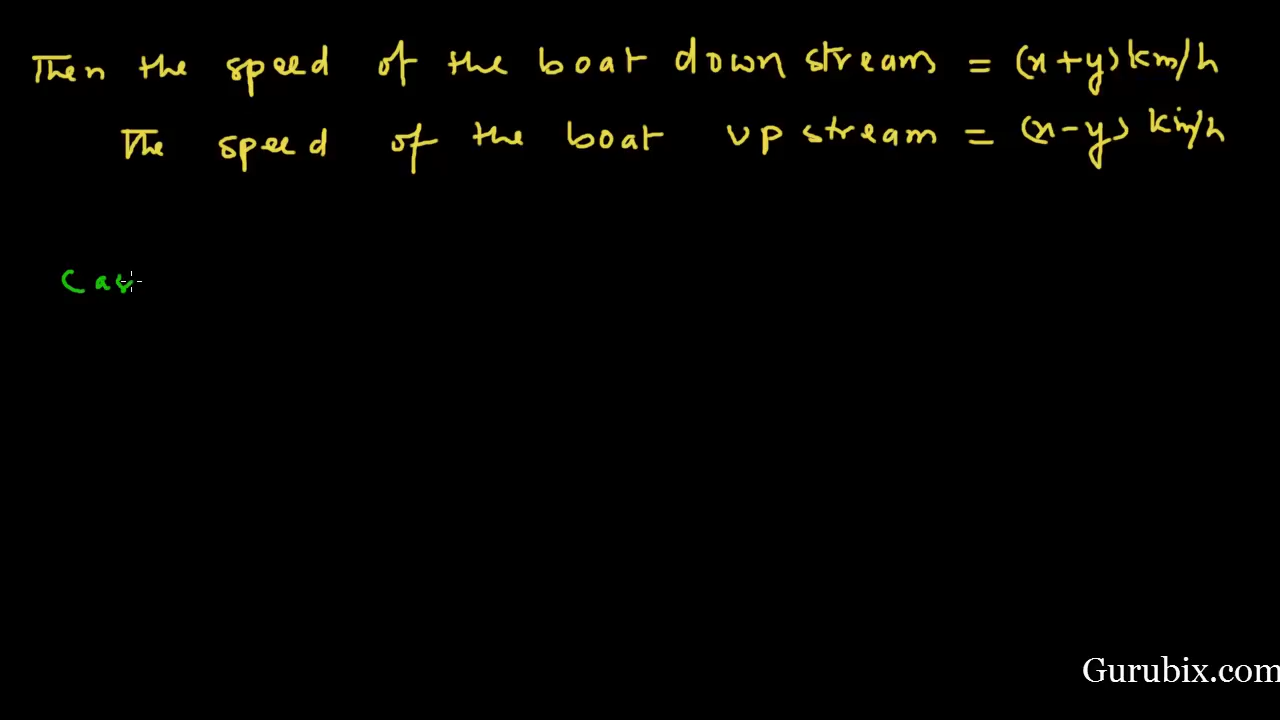 Then the speed of the boat down stream = (x+y) km/h
The speed of the boat up stream = (x-y) km/h
Cas
Gurubix.com